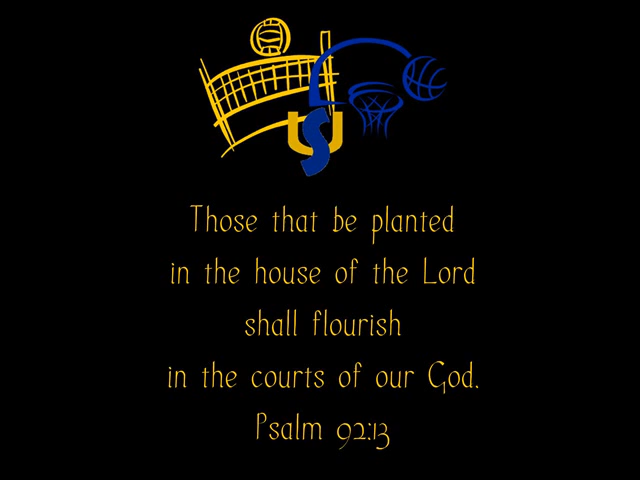 US
Those that be planted
in the house of the Lord
shall flourish
in the courts of our God.
Psalm 92:13